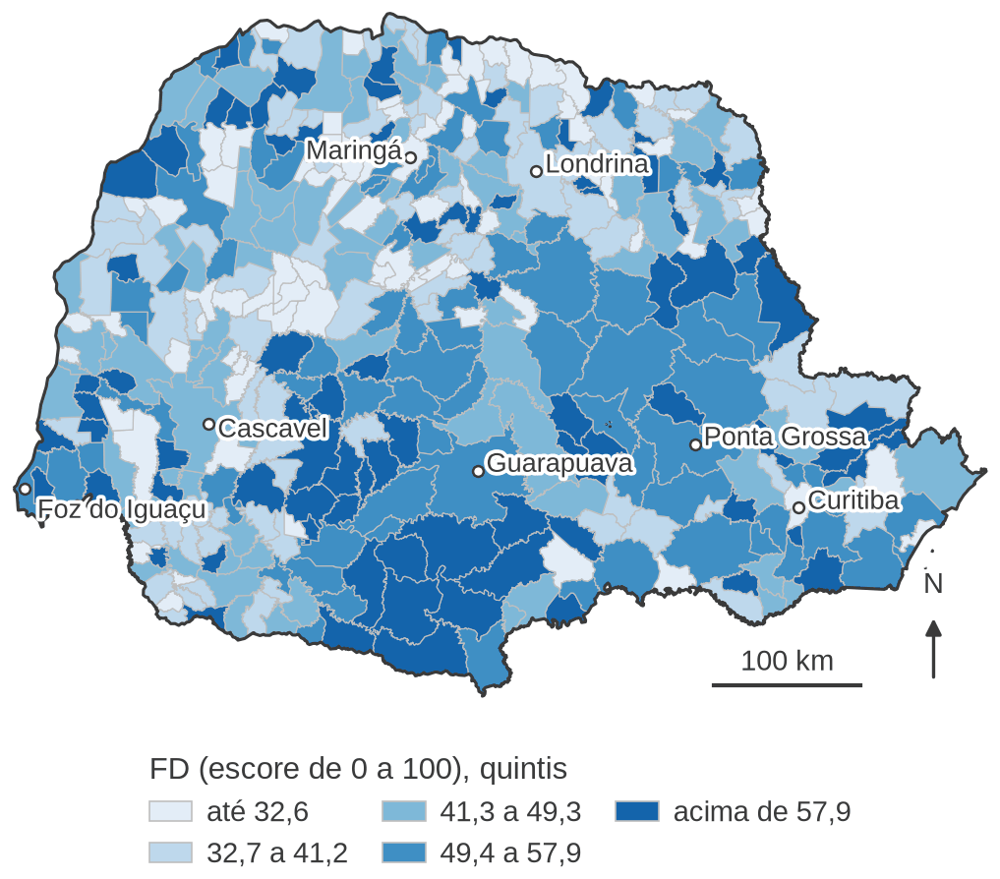 Maringá
Londrina
Cascavel
Ponta Grossa
Guarapuava
Foz do Iguaçu
Curitiba
N
100 km
FD (escore de 0 a 100), quintis
até 32,6
41,3 a 49,3
acima de 57,9
32,7 a 41,2
49,4 a 57,9